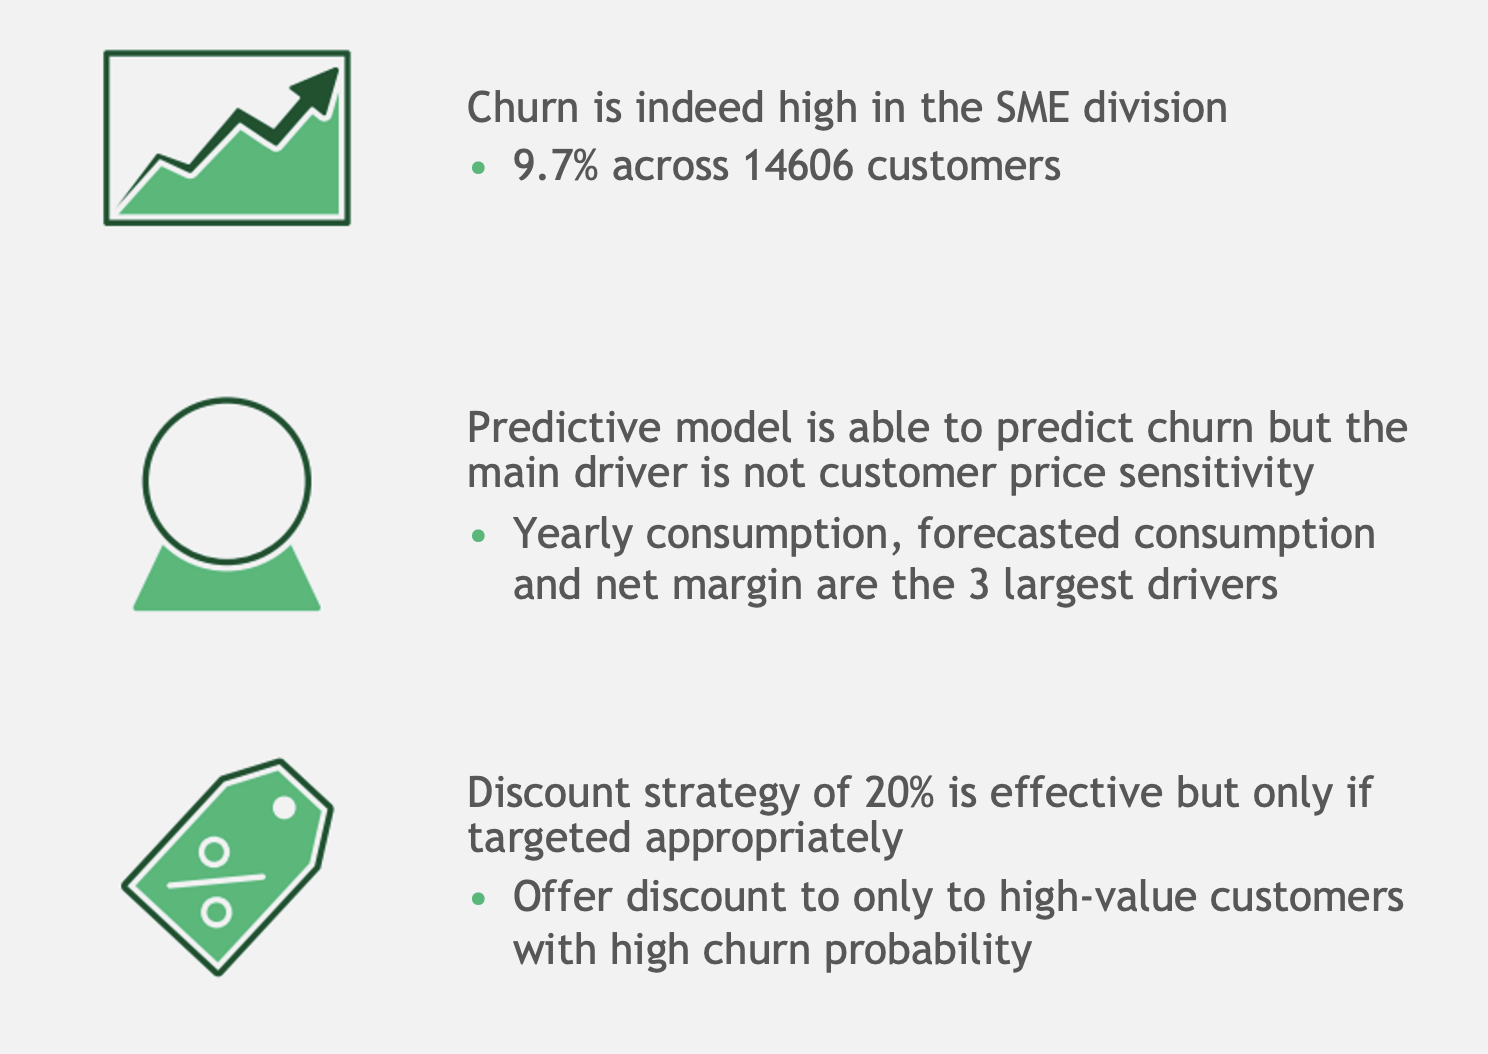 Churn is indeed high in the SME division
• 9.7% across 14606 customers
Predictive model is able to predict churn but the
main driver is not customer price sensitivity
• Yearly consumption, forecasted consumption
and net margin are the 3 largest drivers
Discount strategy of 20% is effective but only if
targeted appropriately
• Offer discount to only to high-value customers
with high churn probability